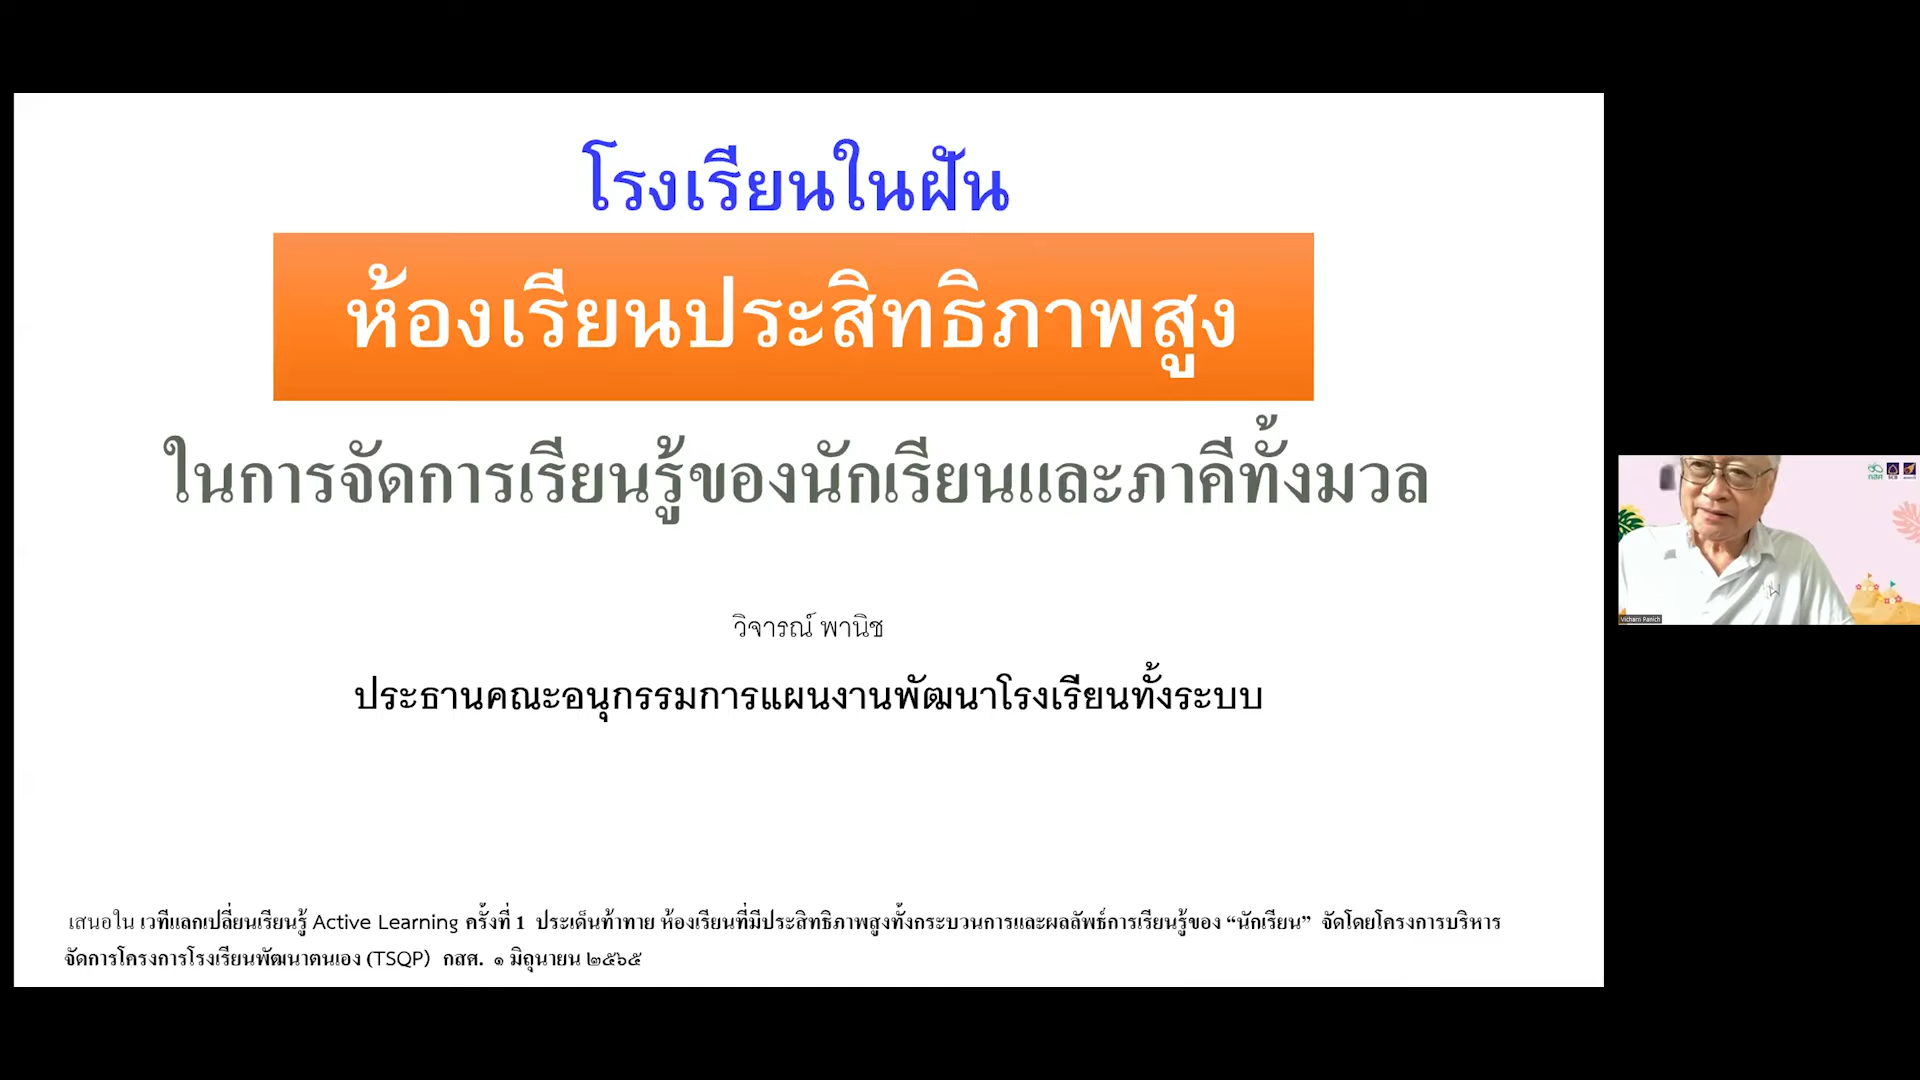 โรงเรียนในฝัน
ห้องเรียนประสิทธิภาพสูง
ในการจัดการเรียนรู้ของนักเรียนและภาคีทั้งมวล
วิจารณ์ พานิช
ประธานคณะอนุกรรมการแผนงานพัฒนาโรงเรียนทั้งระบบ
เสนอใน เวทีแลกเปลี่ยนเรียนรู้ Active Learning ครั้งที่ 1 ประเด็นท้าทาย ห้องเรียนที่มีประสิทธิภาพสูงทั้งกระบวนการและผลลัพธ์การเรียนรู้ของ “นักเรียน” จัดโดยโครงการบริหาร
จัดการโครงการโรงเรียนพัฒนาตนเอง (TSQP) กสศ. ๑ มิถุนายน ๒๕๖๕
กสศ SCB
Vicharn Panich